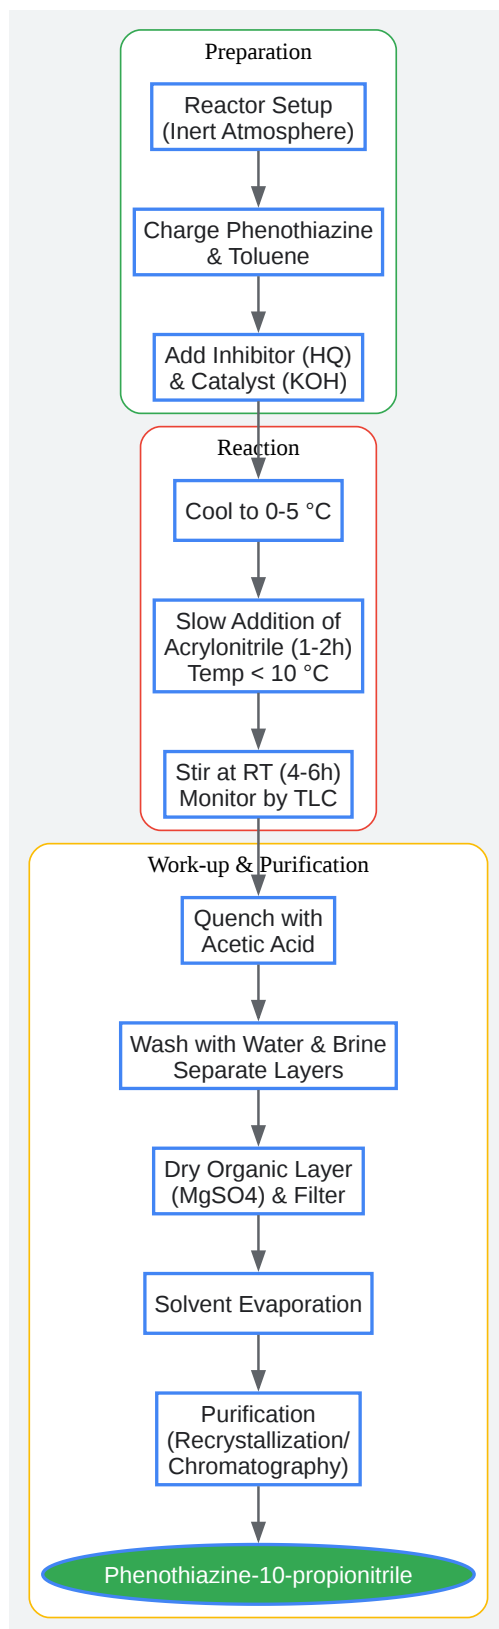 Preparation
Reactor Setup
(Inert Atmosphere)
Charge Phenothiazine
& Toluene
Add Inhibitor (HQ)
& Catalyst (KOH)
Reaction
Cool to 0-5 °C
Slow Addition of
Acrylonitrile (1-2h)
Temp < 10 °C
Stir at RT (4-6h)
Monitor by TLC
Work-up & Purification
Quench with
Acetic Acid
Wash with Water & Brine
Separate Layers
Dry Organic Layer
(MgSO4) & Filter
Solvent Evaporation
Purification
(Recrystallization/
Chromatography)
Phenothiazine-10-propionitrile